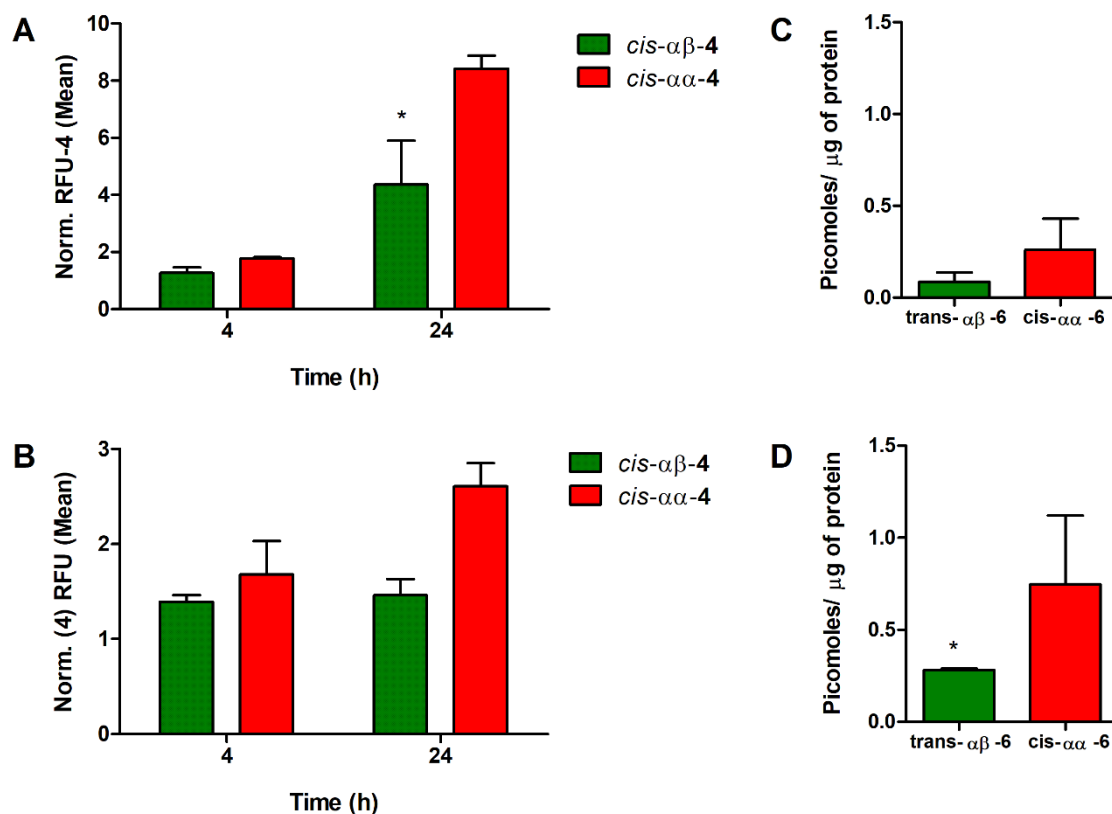 A
Norm. RFU-4 (Mean)
10
8
6
4
2
0
*
4
24
Time (h)
cis-αβ-4
cis-αα-4
B
Norm. (4) RFU (Mean)
3
2
1
0
4
24
Time (h)
cis-αβ-4
cis-αα-4
C
Picomoles/ μg of protein
1.5
1.0
0.5
0.0
trans- αβ -6
cis-αα -6
D
Picomoles/ μg of protein
1.5
1.0
0.5
0.0
*
trans- αβ -6
cis-αα -6